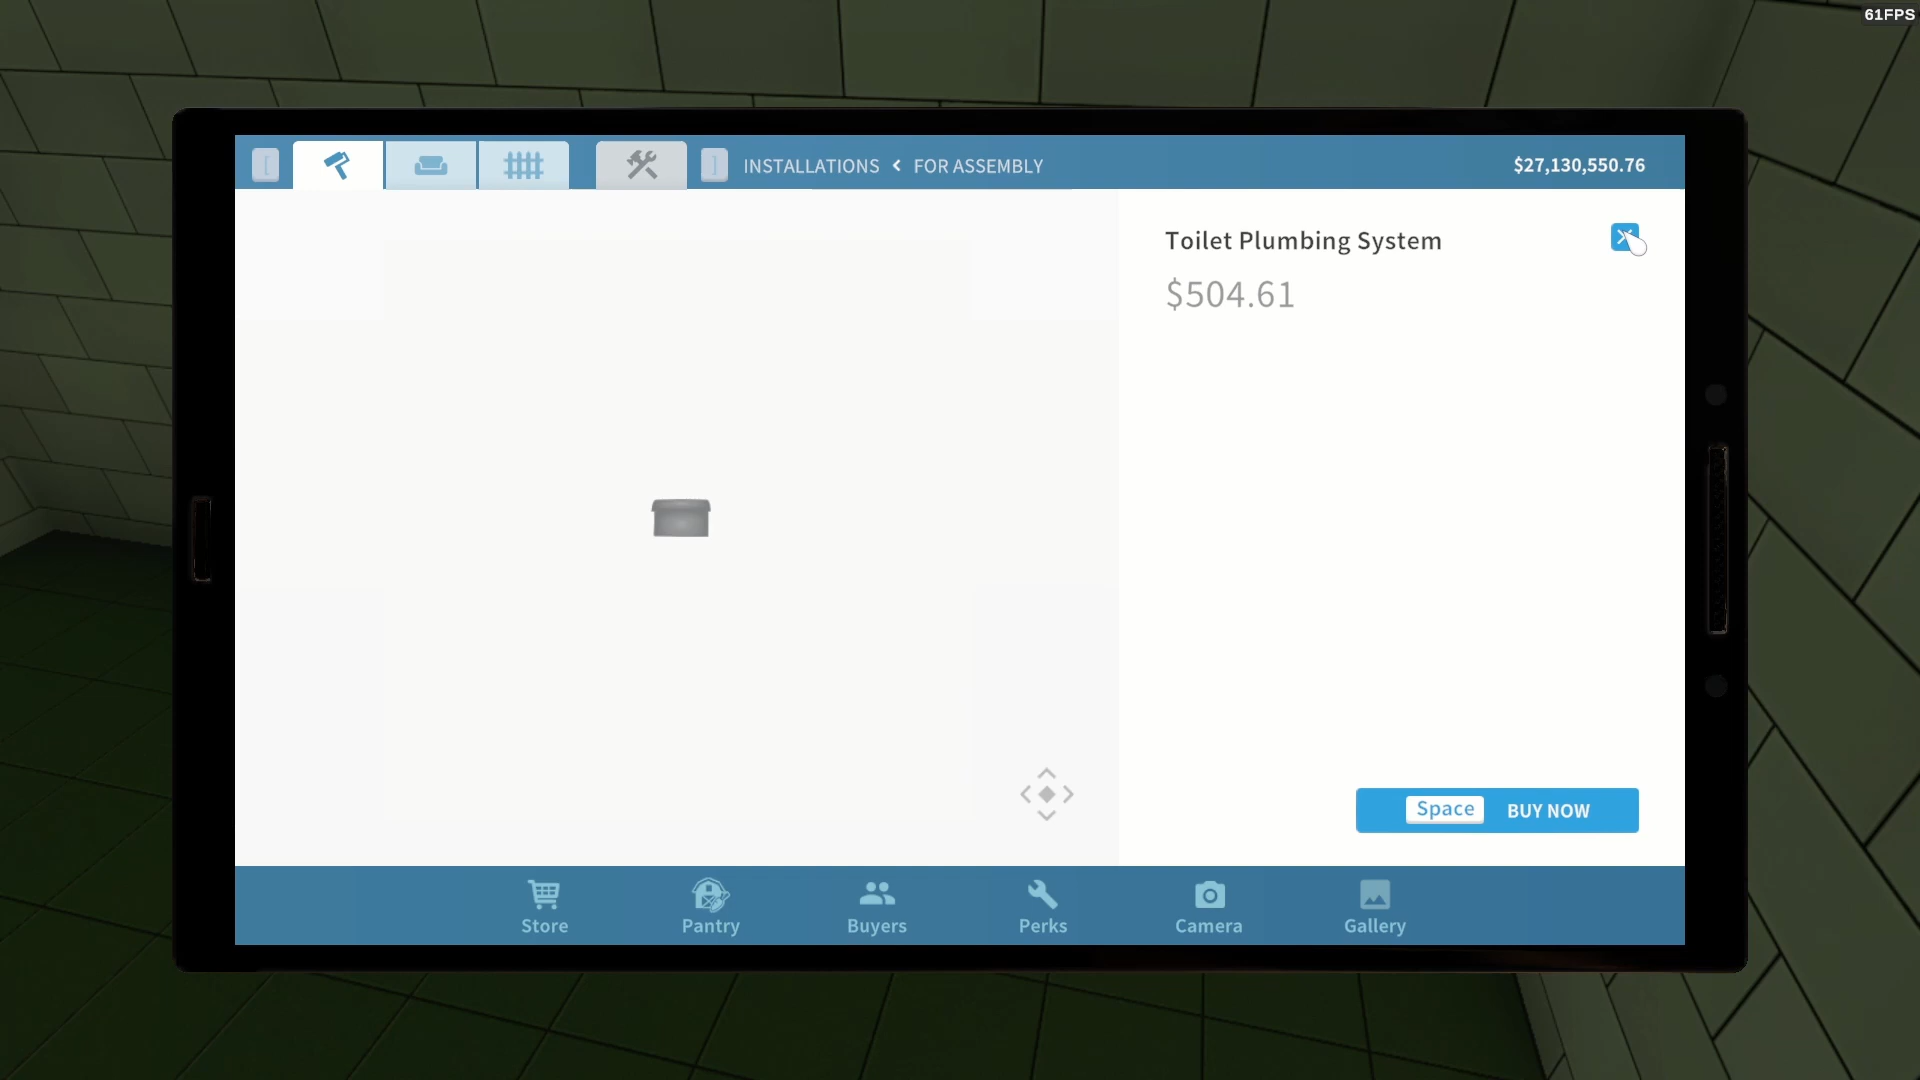 61FPS
[ ] INSTALLATIONS < FOR ASSEMBLY $27,130,550.76
Toilet Plumbing System
$504.61
Space BUY NOW
Store Pantry Buyers Perks Camera Gallery